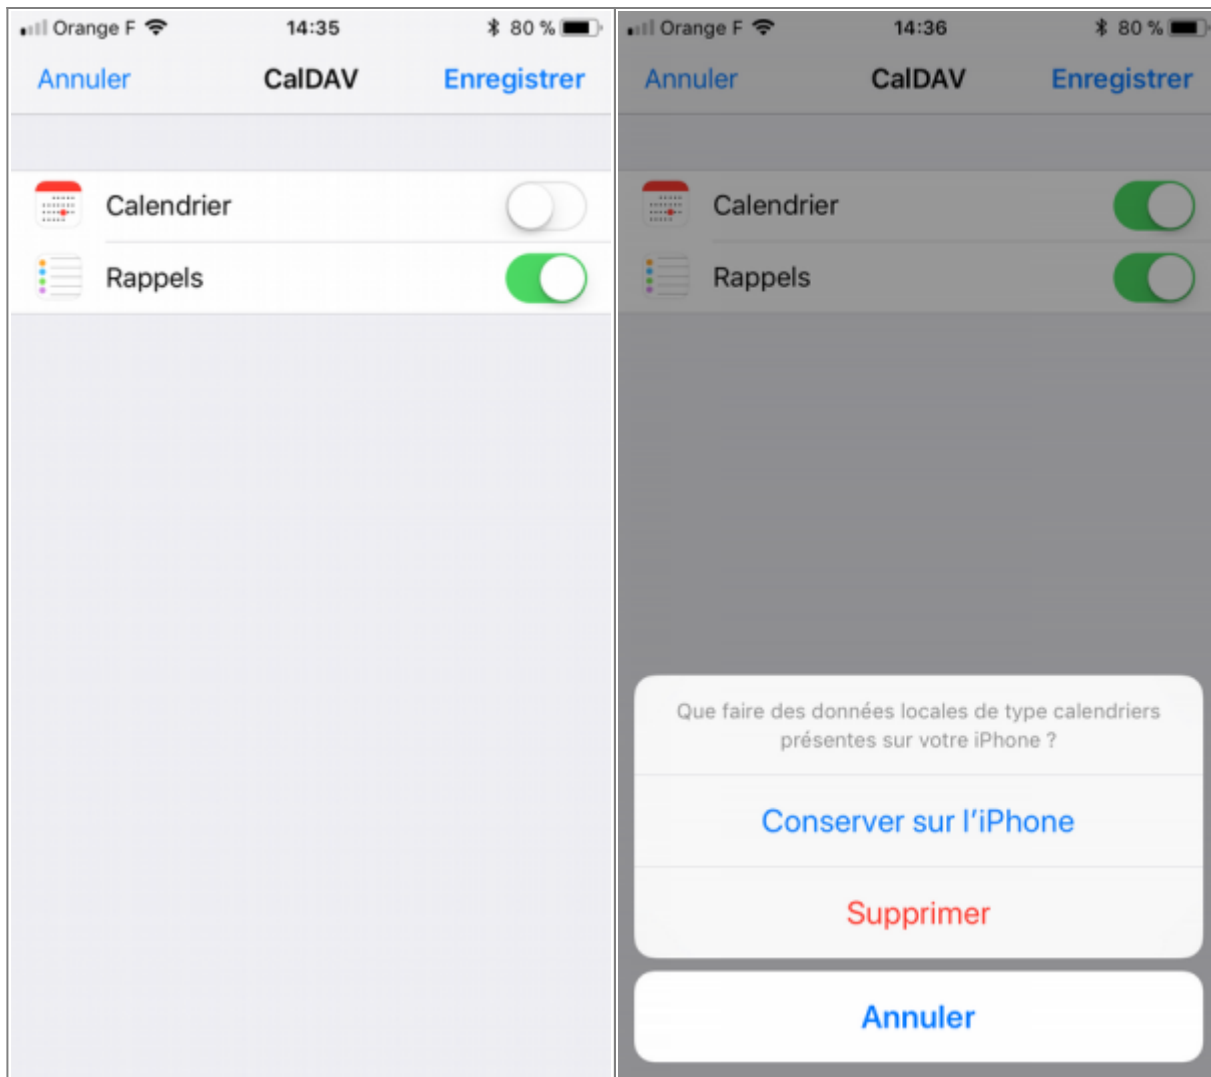 Orange F 14:35 80 %
Annuler CalDAV Enregistrer
Calendrier
Rappels
Orange F 14:36 80 %
Annuler CalDAV Enregistrer
Calendrier
Rappels
Que faire des données locales de type calendriers
présentes sur votre iPhone ?
Conserver sur l'iPhone
Supprimer
Annuler